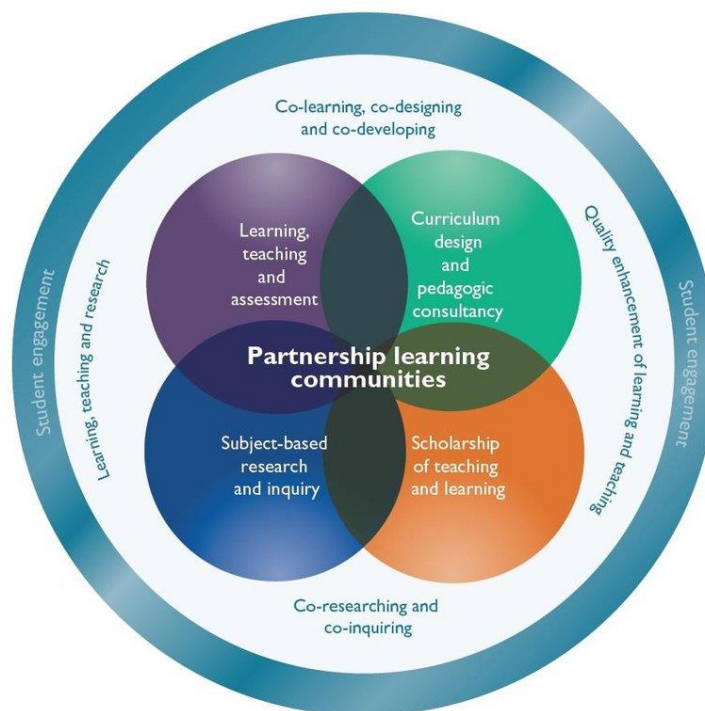 Co-learning, co-designing
and co-developing
Student engagement
Learning, teaching and research
Learning,
teaching
and
assessment
Curriculum
design
and
pedagogic
consultancy
Quality enhancement of learning and teaching
Student engagement
Partnership learning
communities
Subject-based
research
and inquiry
Scholarship
of teaching
and learning
Co-researching and
co-inquiring